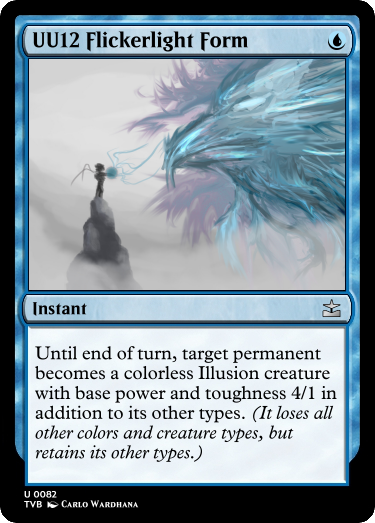 UU12 Flickerlight Form
Instant
Until end of turn, target permanent
becomes a colorless Illusion creature
with base power and toughness 4/1 in
addition to its other types. (It loses all
other colors and creature types, but
retains its other types.)
U 0082
TVB Carlo Wardhana